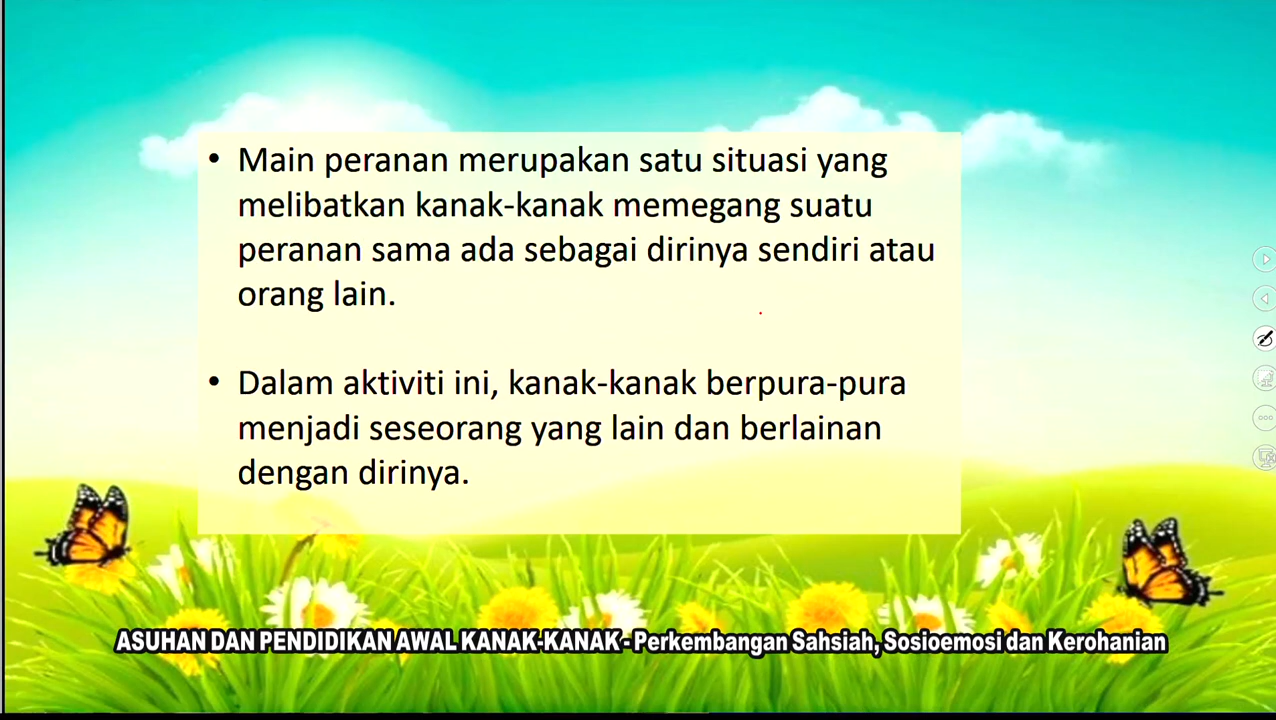 • Main peranan merupakan satu situasi yang
melibatkan kanak-kanak memegang suatu
peranan sama ada sebagai dirinya sendiri atau
orang lain.
• Dalam aktiviti ini, kanak-kanak berpura-pura
menjadi seseorang yang lain dan berlainan
dengan dirinya.
ASUHAN DAN PENDIDIKAN AWAL KANAK-KANAK - Perkembangan Sahsiah, Sosioemosi dan Kerohanian